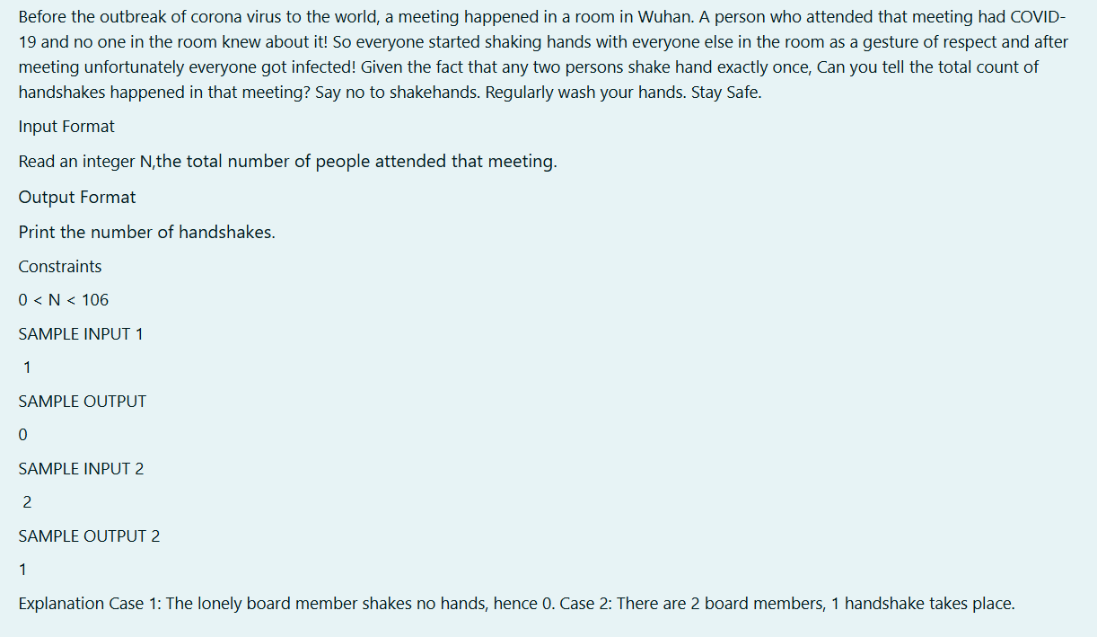 Before the outbreak of corona virus to the world, a meeting happened in a room in Wuhan. A person who attended that meeting had COVID-
19 and no one in the room knew about it! So everyone started shaking hands with everyone else in the room as a gesture of respect and after
meeting unfortunately everyone got infected! Given the fact that any two persons shake hand exactly once, Can you tell the total count of
handshakes happened in that meeting? Say no to shakehands. Regularly wash your hands. Stay Safe.
Input Format
Read an integer N,the total number of people attended that meeting.
Output Format
Print the number of handshakes.
Constraints
0 < N < 106
SAMPLE INPUT 1
1
SAMPLE OUTPUT
0
SAMPLE INPUT 2
2
SAMPLE OUTPUT 2
1
Explanation Case 1: The lonely board member shakes no hands, hence 0. Case 2: There are 2 board members, 1 handshake takes place.